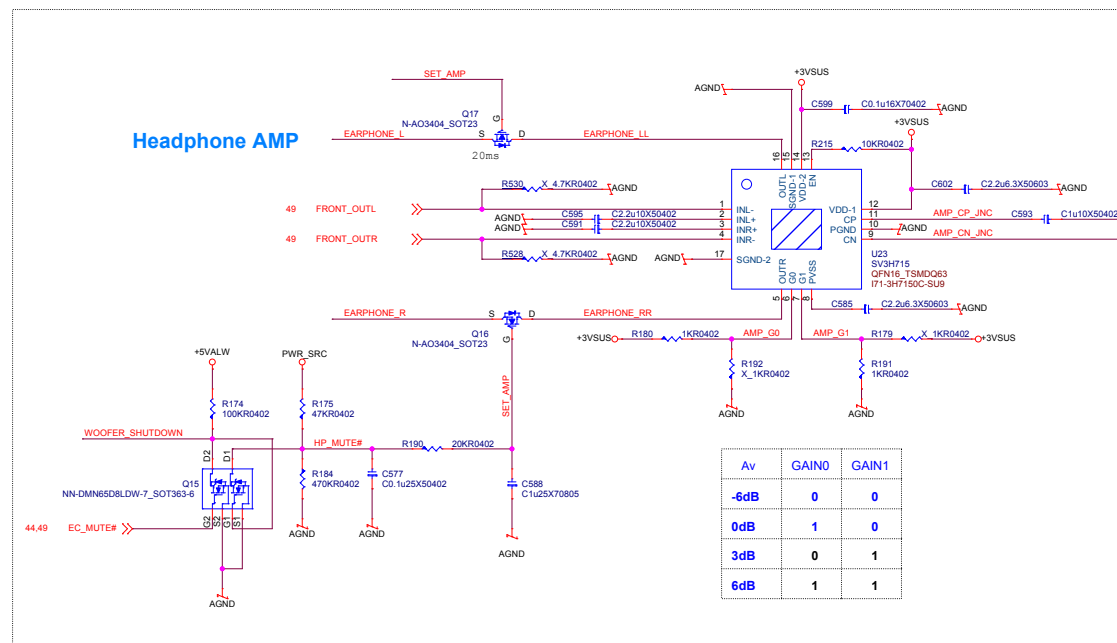 SET_AMP
+3VSUS
AGND
C599
C0.1u16X70402
AGND
Q17
N-AO3404_SOT23
G
+3VSUS
Headphone AMP
EARPHONE_L
S
D
EARPHONE_LL
20ms
R215
10KR0402
16
15
14
13
OUTL
SGND-1
VDD-2
EN
R530
X_4.7KR0402
AGND
C602
C2.2u6.3X50603
AGND
49
FRONT_OUTL
1
INL-
VDD-1
12
AGND
C595
C2.2u10X50402
2
INL+
CP
11
AMP_CP_JNC
C593
C1u10X50402
AGND
C591
C2.2u10X50402
3
INR+
PGND
10
AGND
49
FRONT_OUTR
4
INR-
CN
9
AMP_CN_JNC
R528
X_4.7KR0402
AGND
AGND
17
SGND-2
U23
SV3H715
QFN16_TSMDQ63
I71-3H7150C-SU9
OUTR
G0
G1
PVSS
5
6
7
8
C585
C2.2u6.3X50603
AGND
EARPHONE_R
S
D
EARPHONE_RR
Q16
N-AO3404_SOT23
G
+3VSUS
R180
1KR0402
AMP_G0
AMP_G1
R179
X_1KR0402
+3VSUS
R192
X_1KR0402
R191
1KR0402
AGND
AGND
+5VALW
PWR_SRC
R174
100KR0402
R175
47KR0402
SET_AMP
WOOFER_SHUTDOWN
HP_MUTE#
R190
20KR0402
D2
D1
Q15
NN-DMN65D8LDW-7_SOT363-6
R184
470KR0402
C577
C0.1u25X50402
C588
C1u25X70805
G2
S2
G1
S1
44,49
EC_MUTE#
AGND
AGND
AGND
AGND
Av GAIN0 GAIN1
-6dB 0 0
0dB 1 0
3dB 0 1
6dB 1 1